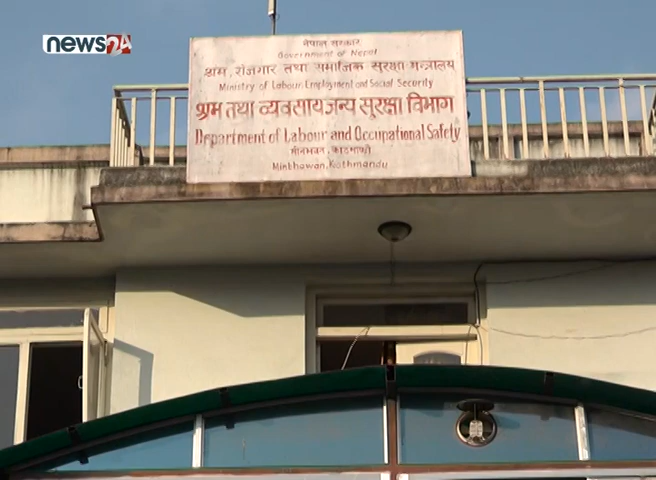 news24
नेपाल सरकार
Government of Nepal
श्रम, रोजगार तथा सामाजिक सुरक्षा मन्त्रालय
Ministry of Labour, Employment and Social Security
श्रम तथा व्यवसायजन्य सुरक्षा विभाग
Department of Labour and Occupational Safety
मीनभवन, काठमाण्डौ
Minbhawan, Kathmandu